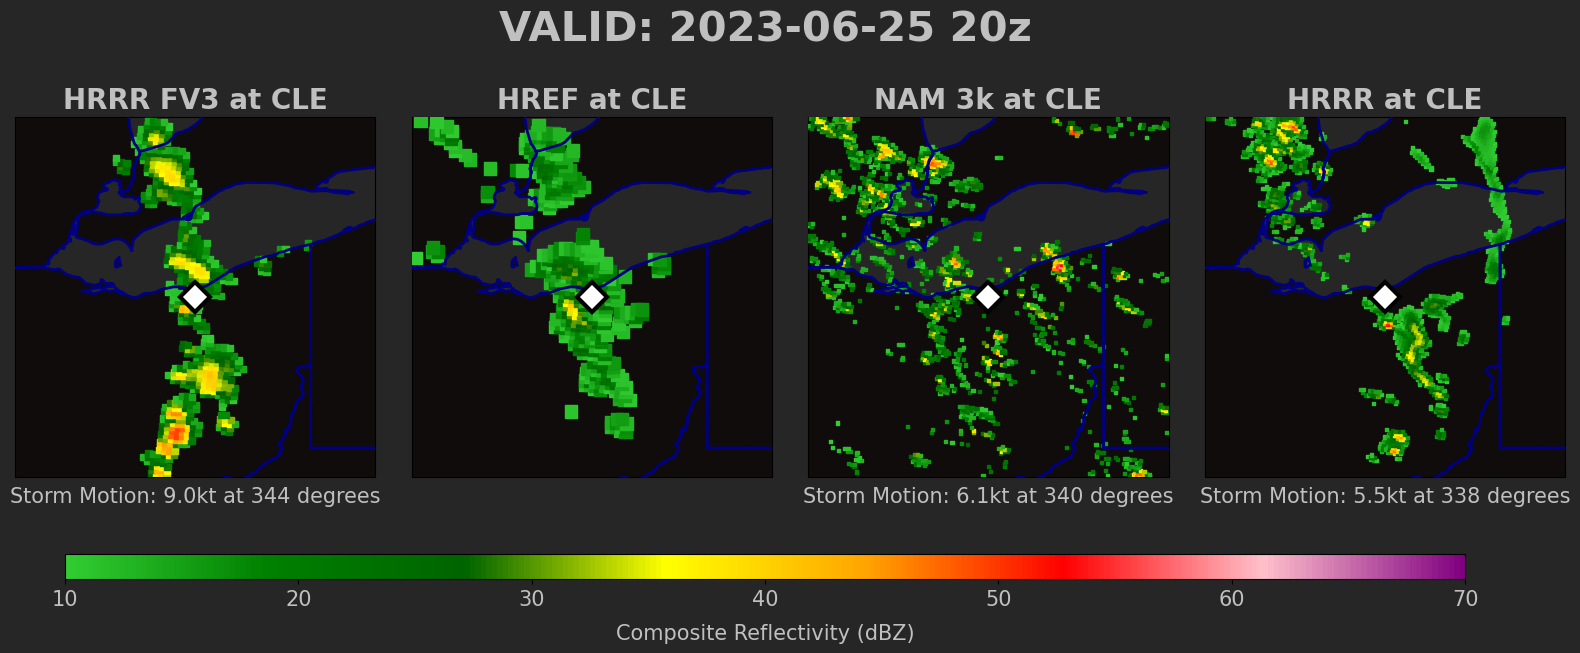 VALID: 2023-06-25 20z
HRRR FV3 at CLE
HREF at CLE
NAM 3k at CLE
HRRR at CLE
Storm Motion: 9.0kt at 344 degrees
Storm Motion: 6.1kt at 340 degrees
Storm Motion: 5.5kt at 338 degrees
10 20 30 40 50 60 70
Composite Reflectivity (dBZ)